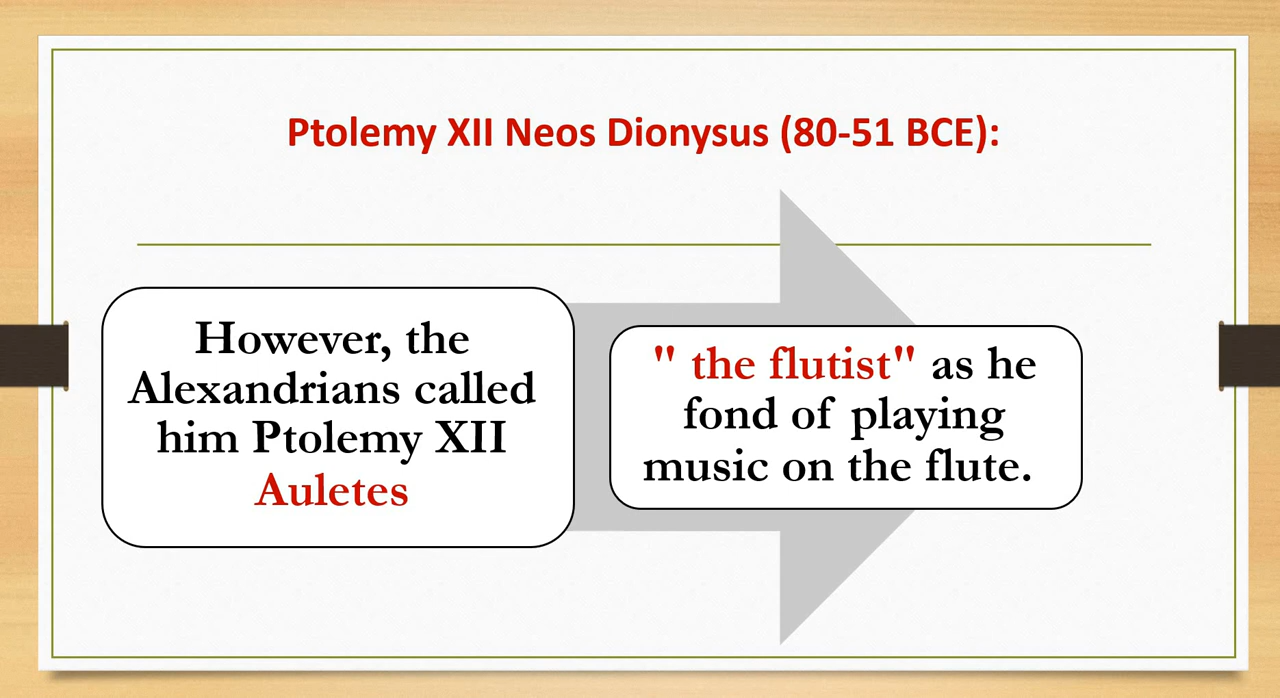 Ptolemy XII Neos Dionysus (80-51 BCE):
However, the
Alexandrians called
him Ptolemy XII
Auletes
" the flutist" as he
fond of playing
music on the flute.